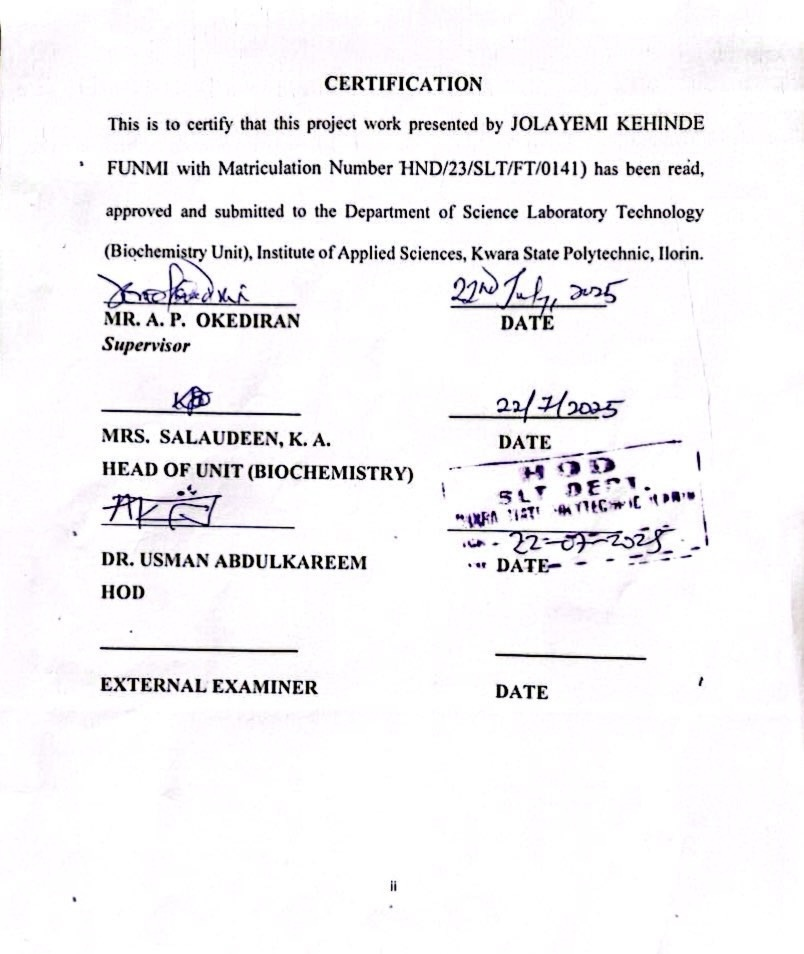 CERTIFICATION
This is to certify that this project work presented by JOLAYEMI KEHINDE
FUNMI with Matriculation Number HND/23/SLT/FT/0141) has been read,
approved and submitted to the Department of Science Laboratory Technology
(Biochemistry Unit), Institute of Applied Sciences, Kwara State Polytechnic, Ilorin.
22ND July, 2025
MR. A. P. OKEDIRAN DATE
Supervisor
22/7/2025
MRS. SALAUDEEN, K. A. DATE
HEAD OF UNIT (BIOCHEMISTRY)
HOD
SLT DEPT.
22-07-2025
DR. USMAN ABDULKAREEM DATE
HOD
EXTERNAL EXAMINER DATE
ii